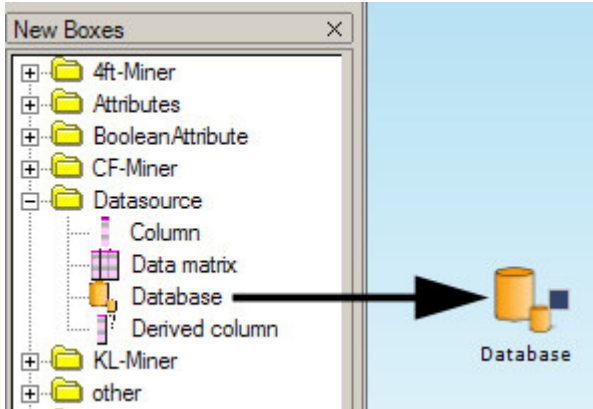 New Boxes
4ft-Miner
Attributes
BooleanAttribute
CF-Miner
Datasource
Column
Data matrix
Database
Derived column
KL-Miner
other
Database